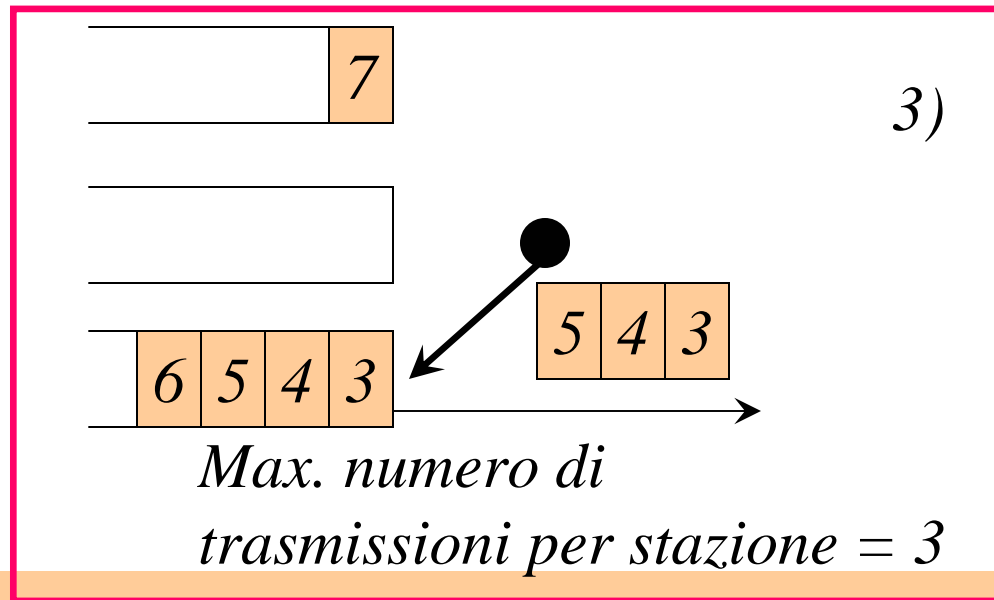 7
3)
5 4 3
6 5 4 3
Max. numero di
trasmissioni per stazione = 3